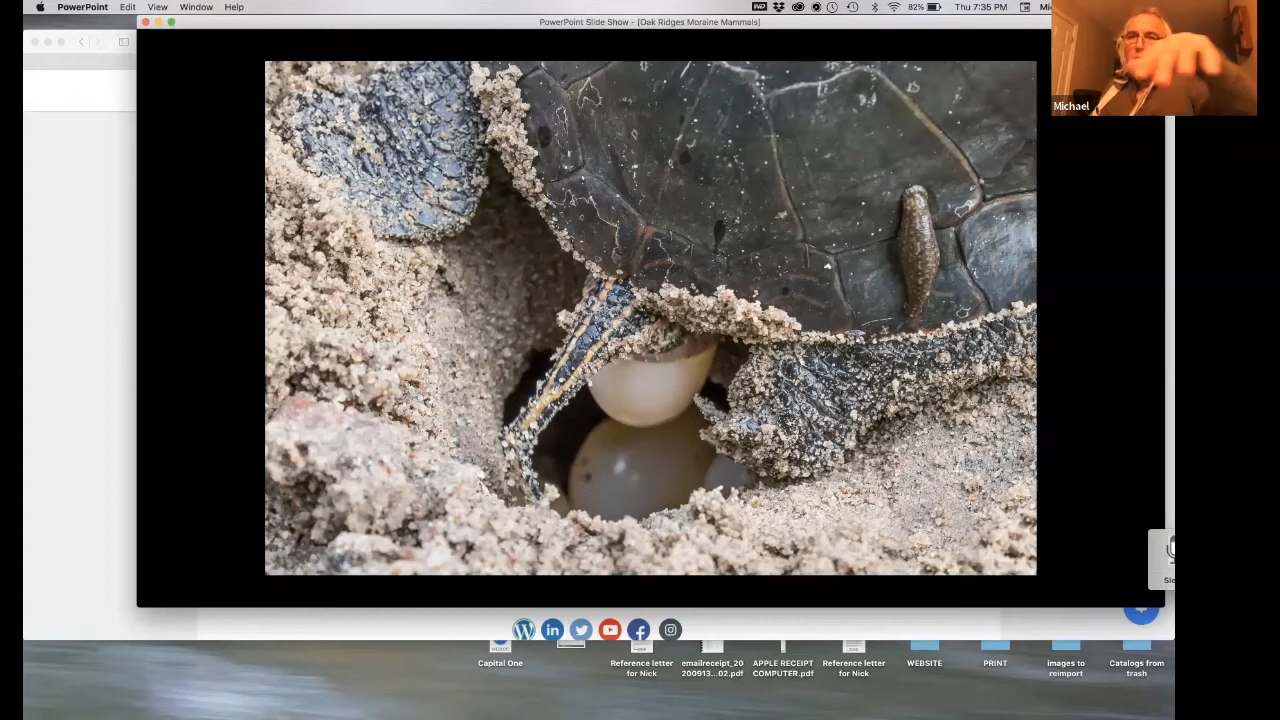 PowerPoint Edit View Window Help
82% Thu 7:35 PM Mi
PowerPoint Slide Show - [Oak Ridges Moraine Mammals]
Michael
Sle
Capital One
Reference letter
for Nick
emailreceipt_20
200913...02.pdf
APPLE RECEIPT
COMPUTER.pdf
Reference letter
for Nick
WEBSITE
PRINT
images to
reimport
Catalogs from
trash